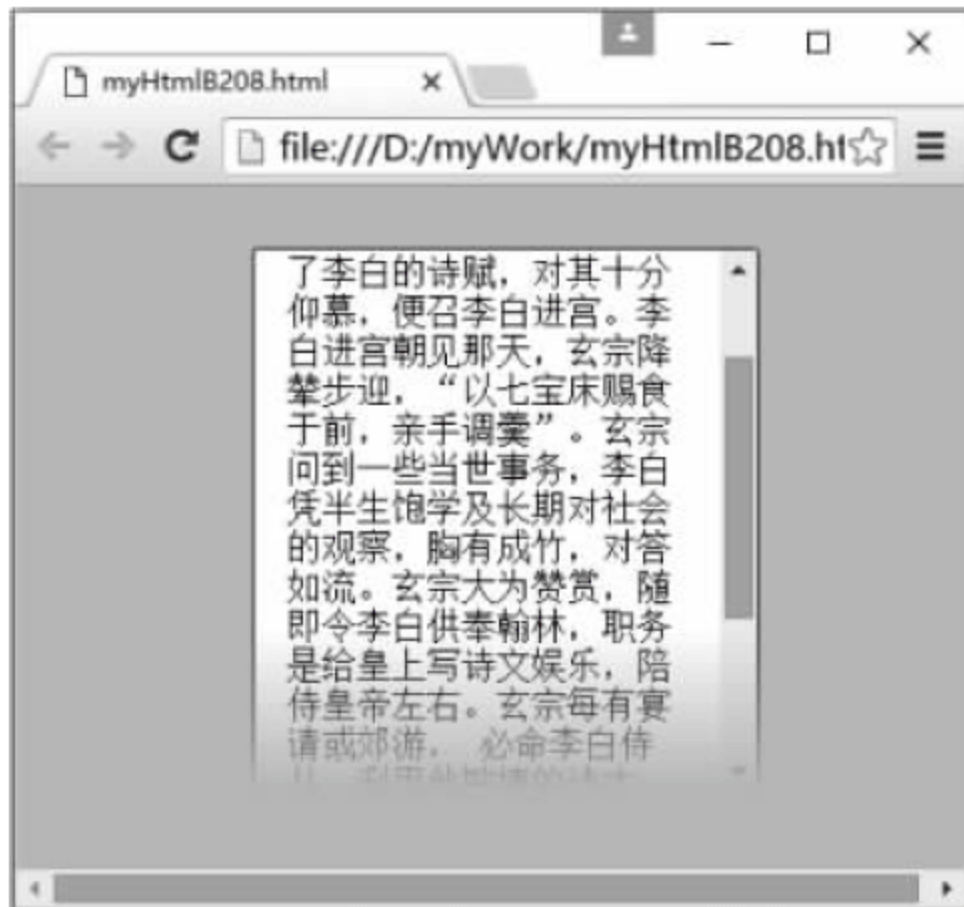 myHtmlB208.html
file:///D:/myWork/myHtmlB208.ht
了李白的诗赋，对其十分
仰慕，便召李白进宫。李
白进宫朝见那天，玄宗降
辇步迎，“以七宝床赐食
于前，亲手调羹”。玄宗
问到一些当世事务，李白
凭半生饱学及长期对社会
的观察，胸有成竹，对答
如流。玄宗大为赞赏，随
即令李白供奉翰林，职务
是给皇上写诗文娱乐，陪
侍皇帝左右。玄宗每有宴
请或郊游， 必命李白侍